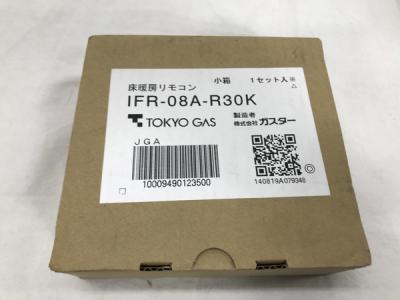 床暖房リモコン 小箱 1セット入
IFR-08A-R30K
TOKYO GAS 製造者 株式会社 ガスター
JGA
10009490123500
140819A079348